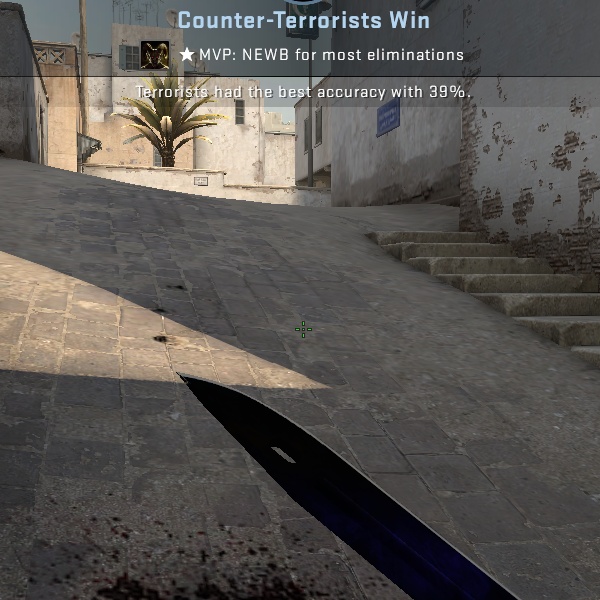 Counter-Terrorists Win
★ MVP: NEWB for most eliminations
Terrorists had the best accuracy with 39%.